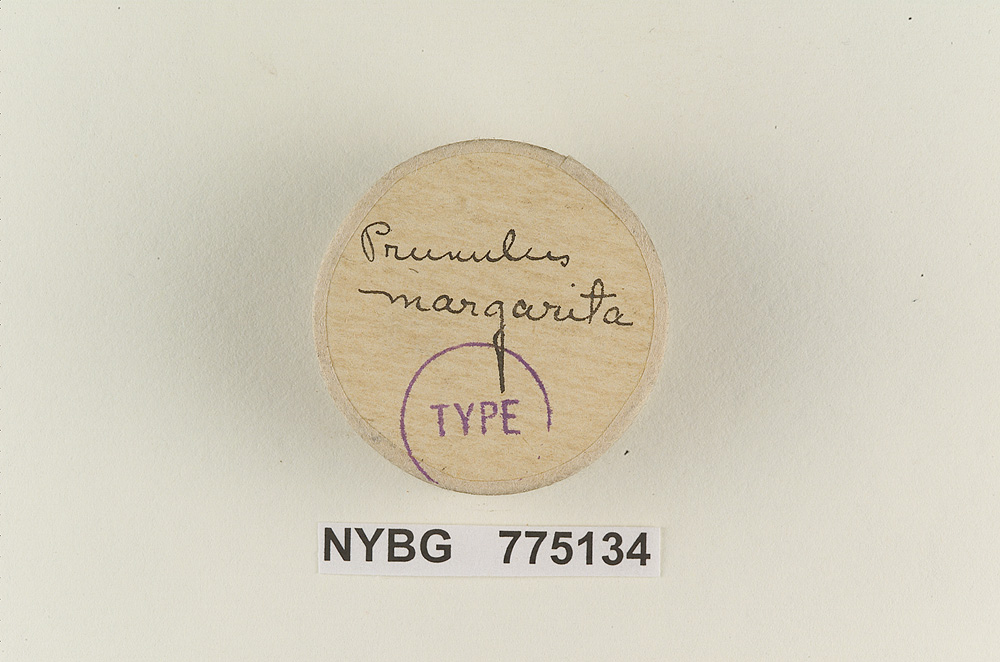 Prunulus
margarita
TYPE
NYBG 775134